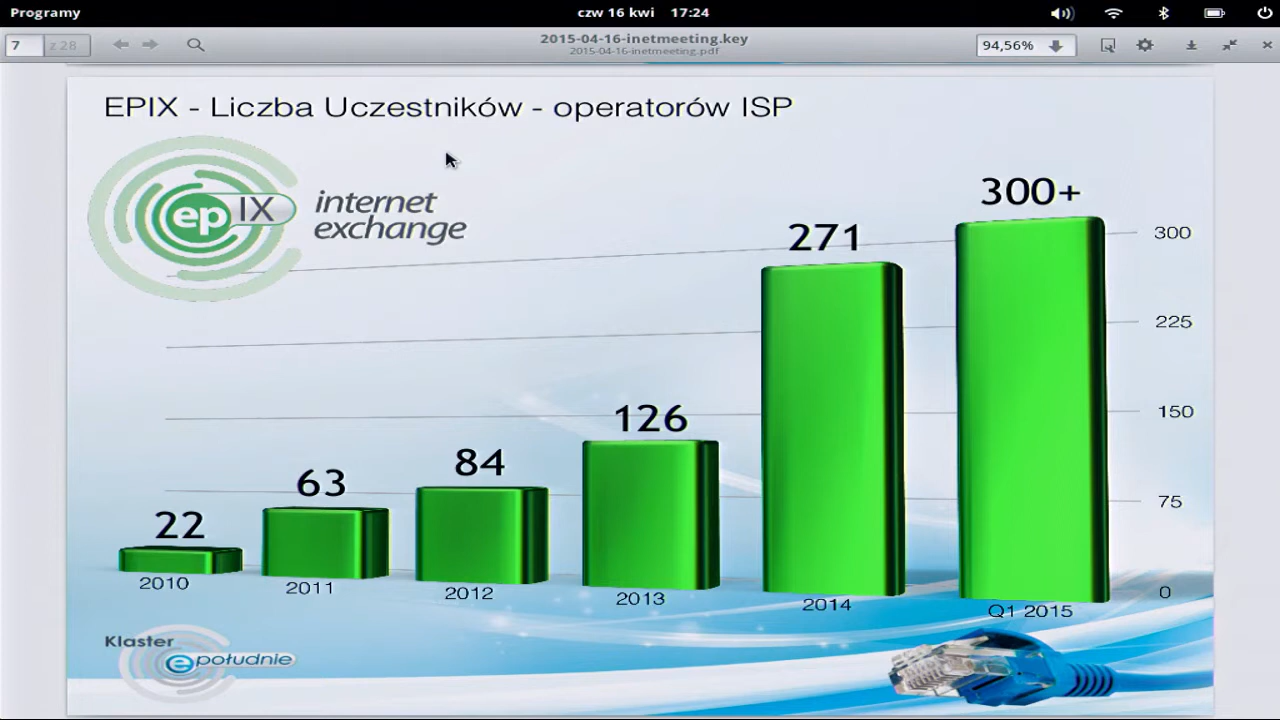 Programy
czw 16 kwi 17:24
7 z 28
2015-04-16-inetmeeting.key
2015-04-16-inetmeeting.pdf
94,56%
EPIX - Liczba Uczestników - operatorów ISP
ep IX internet exchange
300+
271
126
84
63
22
300
225
150
75
0
2010
2011
2012
2013
2014
Q1 2015
Klaster
e południe